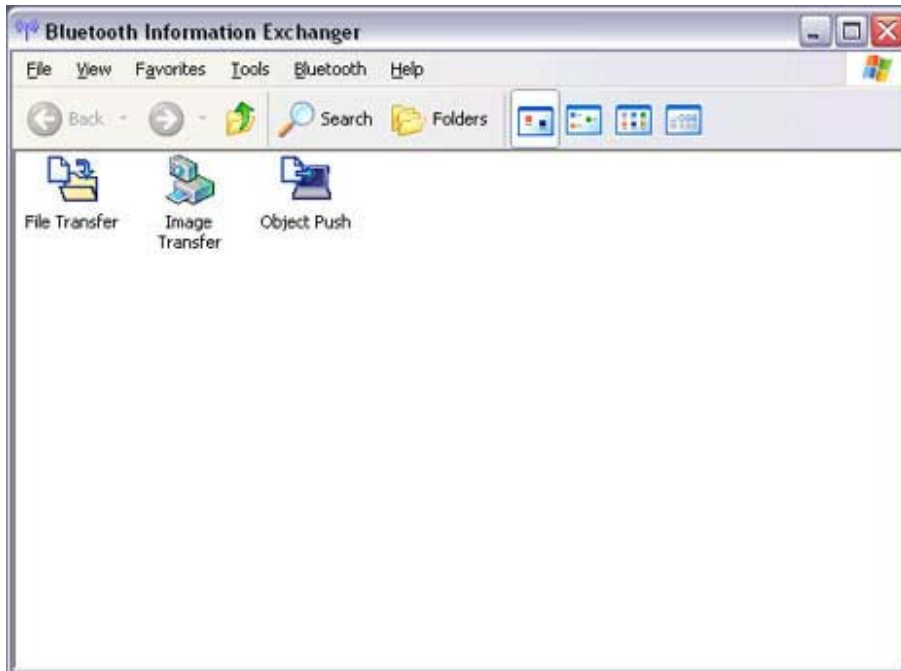 Bluetooth Information Exchanger
File View Favorites Tools Bluetooth Help
Back Search Folders
File Transfer Image Transfer Object Push